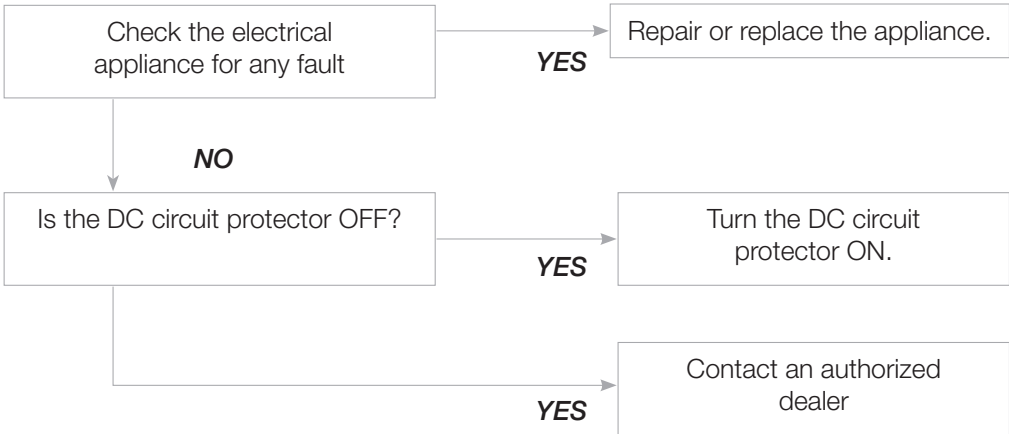 Check the electrical
appliance for any fault
YES
Repair or replace the appliance.
NO
Is the DC circuit protector OFF?
YES
Turn the DC circuit
protector ON.
YES
Contact an authorized
dealer